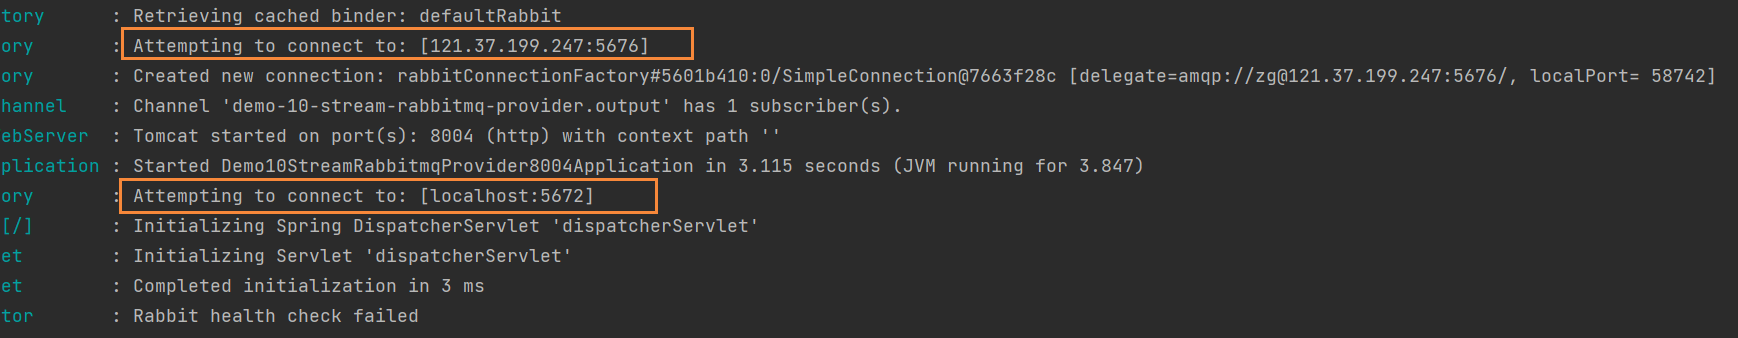 tory : Retrieving cached binder: defaultRabbit
ory : Attempting to connect to: [121.37.199.247:5676]
ory : Created new connection: rabbitConnectionFactory#5601b410:0/SimpleConnection@7663f28c [delegate=amqp://zg@121.37.199.247:5676/, localPort= 58742]
hannel : Channel 'demo-10-stream-rabbitmq-provider.output' has 1 subscriber(s).
ebServer : Tomcat started on port(s): 8004 (http) with context path ''
plication : Started Demo10StreamRabbitmqProvider8004Application in 3.115 seconds (JVM running for 3.847)
ory : Attempting to connect to: [localhost:5672]
[/] : Initializing Spring DispatcherServlet 'dispatcherServlet'
et : Initializing Servlet 'dispatcherServlet'
et : Completed initialization in 3 ms
tor : Rabbit health check failed